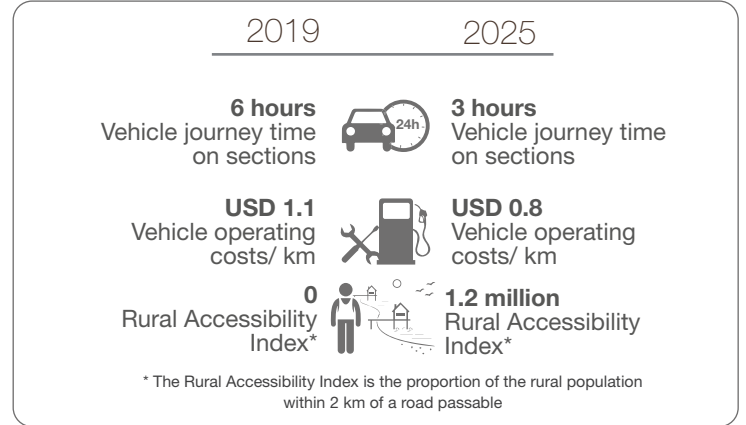 2019
2025
6 hours
Vehicle journey time
on sections
24h
3 hours
Vehicle journey time
on sections
USD 1.1
Vehicle operating
costs/ km
USD 0.8
Vehicle operating
costs/ km
0
Rural Accessibility
Index*
1.2 million
Rural Accessibility
Index*
* The Rural Accessibility Index is the proportion of the rural population
within 2 km of a road passable